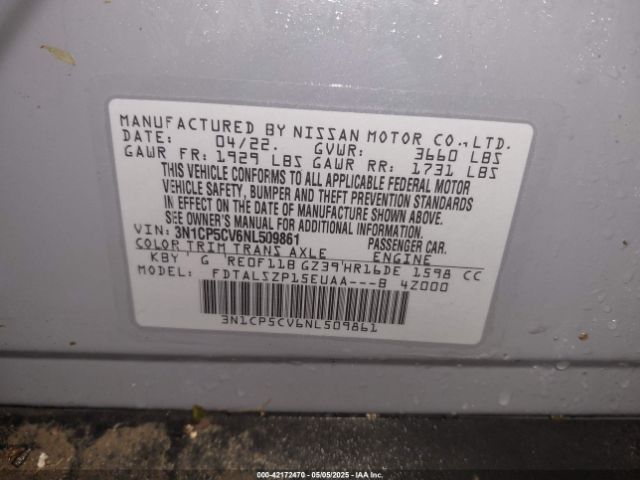 MANUFACTURED BY NISSAN MOTOR CO., LTD.
DATE: 04/22. GVWR: 3660 LBS
GAWR FR: 1929 LBS GAWR RR: 1731 LBS
THIS VEHICLE CONFORMS TO ALL APPLICABLE FEDERAL MOTOR
VEHICLE SAFETY, BUMPER AND THEFT PREVENTION STANDARDS
IN EFFECT ON THE DATE OF MANUFACTURE SHOWN ABOVE.
SEE OWNER'S MANUAL FOR ADDITIONAL INFORMATION.
VIN: 3N1CP5CV6NL509861 PASSENGER CAR.
COLOR TRIM TRANS AXLE ENGINE
KBY G RE0F11B GZ39 HR16DE 1598 CC
MODEL: FDTALSZP15EUAA---B 4Z000
3N1CP5CV6NL509861
000-42172470 - 05/05/2025 - © IAA Inc.